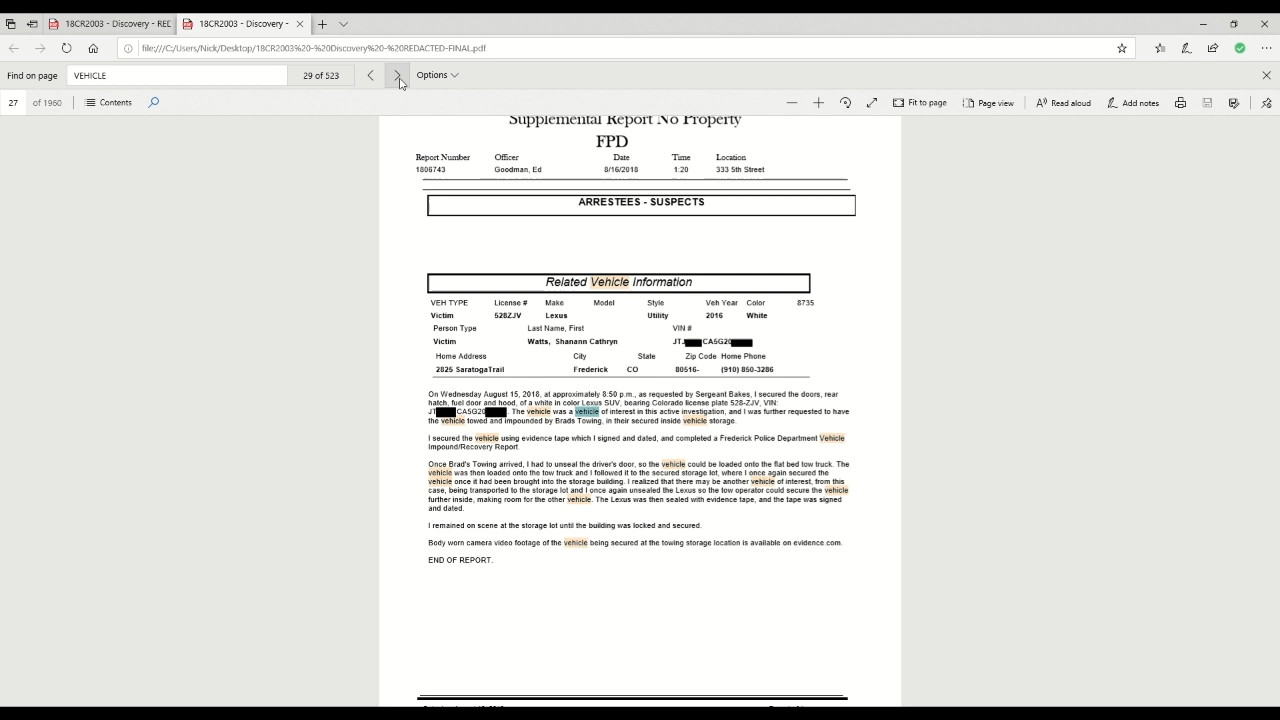 18CR2003 - Discovery - RED
18CR2003 - Discovery -
file:///C:/Users/Nick/Desktop/18CR2003%20-%20Discovery%20-%20REDACTED-FINAL.pdf
Find on page VEHICLE 29 of 523 Options
27 of 1960 Contents Fit to page Page view Read aloud Add notes
Supplemental Report No Property
FPD
Report Number Officer Date Time Location
1806743 Goodman, Ed 8/16/2018 1:20 333 5th Street
ARRESTEES - SUSPECTS
Related Vehicle Information
VEH TYPE License # Make Model Style Veh Year Color 8735
Victim 528ZJV Lexus Utility 2016 White
Person Type Last Name, First VIN #
Victim Watts, Shanann Cathryn JTJ CA5G20
Home Address City State Zip Code Home Phone
2825 SaratogaTrail Frederick CO 80516- (910) 850-3286
On Wednesday August 15, 2018, at approximately 8:50 p.m., as requested by Sergeant Bakes, I secured the doors, rear
hatch, fuel door and hood, of a white in color Lexus SUV, bearing Colorado license plate 528-ZJV, VIN:
JT CA5G20 . The vehicle was a vehicle of interest in this active investigation, and I was further requested to have
the vehicle towed and impounded by Brads Towing, in their secured inside vehicle storage.
I secured the vehicle using evidence tape which I signed and dated, and completed a Frederick Police Department Vehicle
Impound/Recovery Report.
Once Brad's Towing arrived, I had to unseal the driver's door, so the vehicle could be loaded onto the flat bed tow truck. The
vehicle was then loaded onto the tow truck and I followed it to the secured storage lot, where I once again secured the
vehicle once it had been brought into the storage building. I realized that there may be another vehicle of interest, from this
case, being transported to the storage lot and I once again unsealed the Lexus so the tow operator could secure the vehicle
further inside, making room for the other vehicle. The Lexus was then sealed with evidence tape, and the tape was signed
and dated.
I remained on scene at the storage lot until the building was locked and secured.
Body worn camera video footage of the vehicle being secured at the towing storage location is available on evidence.com.
END OF REPORT.